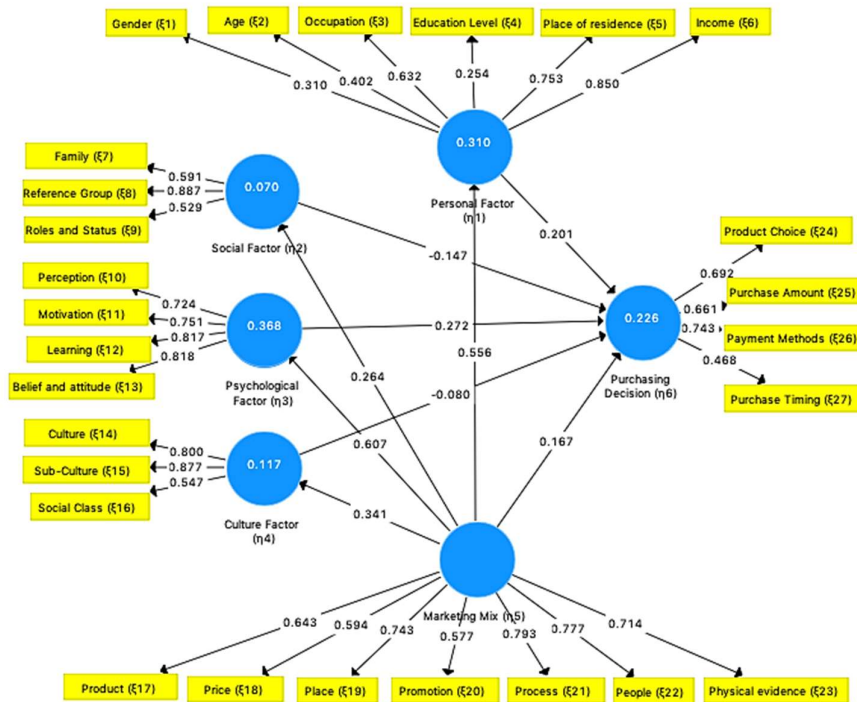 Gender (ξ1)
Age (ξ2)
Occupation (ξ3)
Education Level (ξ4)
Place of residence (ξ5)
Income (ξ6)
0.310
0.402
0.632
0.254
0.753
0.850
0.310
Personal Factor
(η1)
Family (ξ7)
Reference Group (ξ8)
Roles and Status (ξ9)
0.591
0.887
0.529
0.070
Social Factor (η2)
-0.147
0.201
Perception (ξ10)
Motivation (ξ11)
Learning (ξ12)
Belief and attitude (ξ13)
0.724
0.751
0.817
0.818
0.368
Psychological
Factor (η3)
0.272
0.264
0.556
Product Choice (ξ24)
Purchase Amount (ξ25)
Payment Methods (ξ26)
Purchase Timing (ξ27)
0.692
0.661
0.743
0.468
0.226
Purchasing
Decision (η6)
-0.080
0.607
0.167
Culture (ξ14)
Sub-Culture (ξ15)
Social Class (ξ16)
0.800
0.877
0.547
0.117
Culture Factor
(η4)
0.341
Marketing Mix (η5)
0.643
0.594
0.743
0.577
0.793
0.777
0.714
Product (ξ17)
Price (ξ18)
Place (ξ19)
Promotion (ξ20)
Process (ξ21)
People (ξ22)
Physical evidence (ξ23)